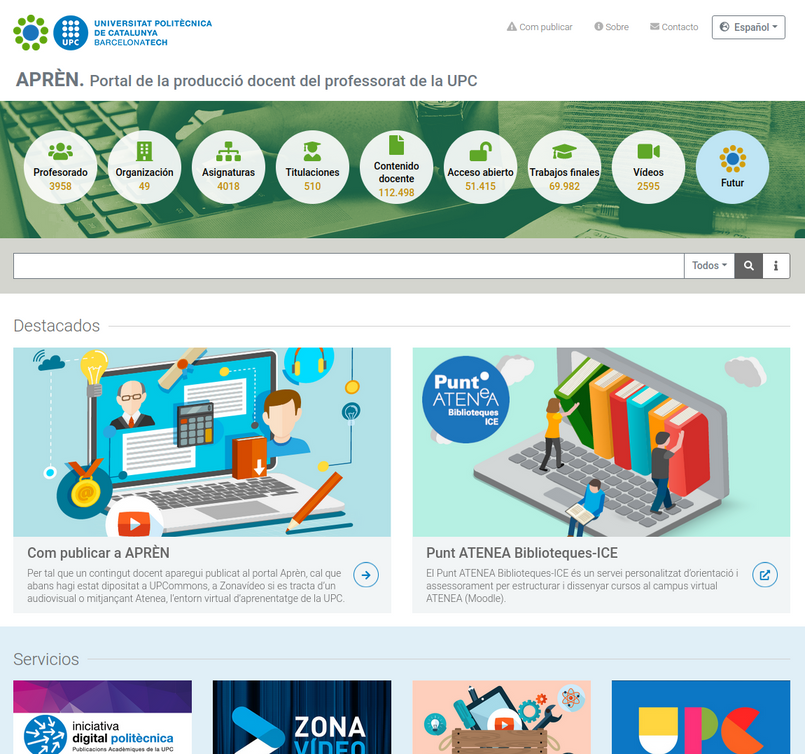 UNIVERSITAT POLITÈCNICA
DE CATALUNYA
BARCELONATECH
UPC
Com publicar
Sobre
Contacto
Español
APRÈN. Portal de la producció docent del professorat de la UPC
Profesorado
3958
Organización
49
Asignaturas
4018
Titulaciones
510
Contenido
docente
112.498
Acceso abierto
51.415
Trabajos finales
69.982
Vídeos
2595
Futur
Todos
Destacados
Punt
ATENEA
Biblioteques
ICE
Com publicar a APRÈN
Per tal que un contingut docent aparegui publicat al portal Aprèn, cal que
abans hagi estat dipositat a UPCommons, a Zonavídeo si es tracta d'un
audiovisual o mitjançant Atenea, l'entorn virtual d'aprenentatge de la UPC.
Punt ATENEA Biblioteques-ICE
El Punt ATENEA Biblioteques-ICE és un servei personalitzat d'orientació i
assessorament per estructurar i dissenyar cursos al campus virtual
ATENEA (Moodle).
Servicios
iniciativa
digital politècnica
Publicacions Acadèmiques de la UPC
ZONA
VÍDEO
UPC